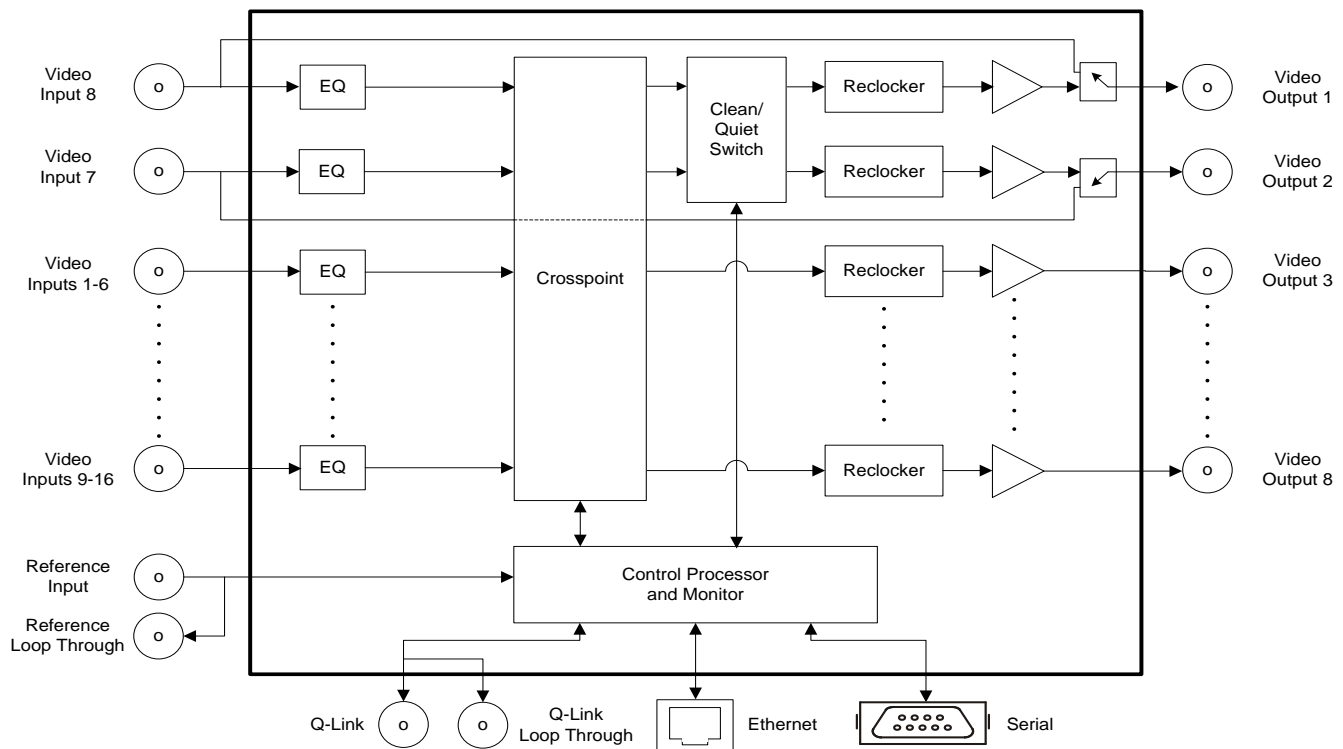 Video
Input 8
o
EQ
Clean/
Quiet
Switch
Reclocker
o
Video
Output 1
Video
Input 7
o
EQ
Reclocker
o
Video
Output 2
Video
Inputs 1-6
o
EQ
Crosspoint
Reclocker
o
Video
Output 3
Video
Inputs 9-16
o
EQ
Reclocker
o
Video
Output 8
Reference
Input
o
Control Processor
and Monitor
Reference
Loop Through
o
Q-Link
o
o
Q-Link
Loop Through
Ethernet
Serial